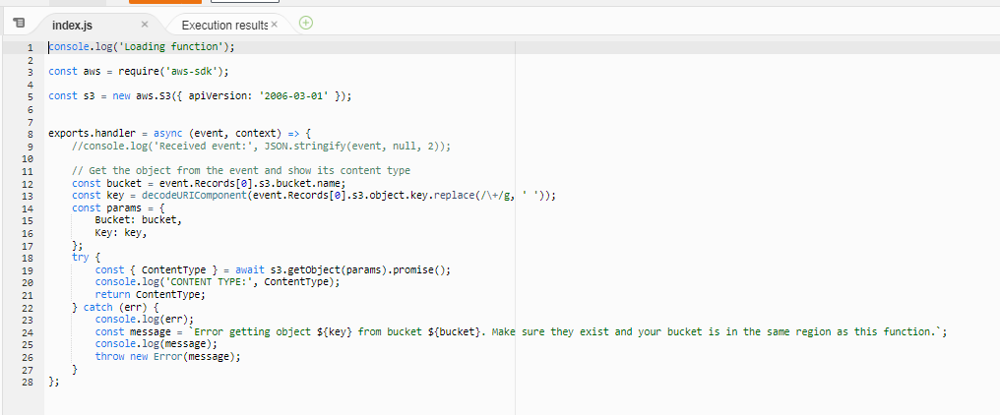 index.js × Execution results ×
1 console.log('Loading function');
2
3 const aws = require('aws-sdk');
4
5 const s3 = new aws.S3({ apiVersion: '2006-03-01' });
6
7
8 exports.handler = async (event, context) => {
9 //console.log('Received event:', JSON.stringify(event, null, 2));
10
11 // Get the object from the event and show its content type
12 const bucket = event.Records[0].s3.bucket.name;
13 const key = decodeURIComponent(event.Records[0].s3.object.key.replace(/\+/g, ' '));
14 const params = {
15 Bucket: bucket,
16 Key: key,
17 };
18 try {
19 const { ContentType } = await s3.getObject(params).promise();
20 console.log('CONTENT TYPE:', ContentType);
21 return ContentType;
22 } catch (err) {
23 console.log(err);
24 const message = `Error getting object ${key} from bucket ${bucket}. Make sure they exist and your bucket is in the same region as this function.`;
25 console.log(message);
26 throw new Error(message);
27 }
28 };